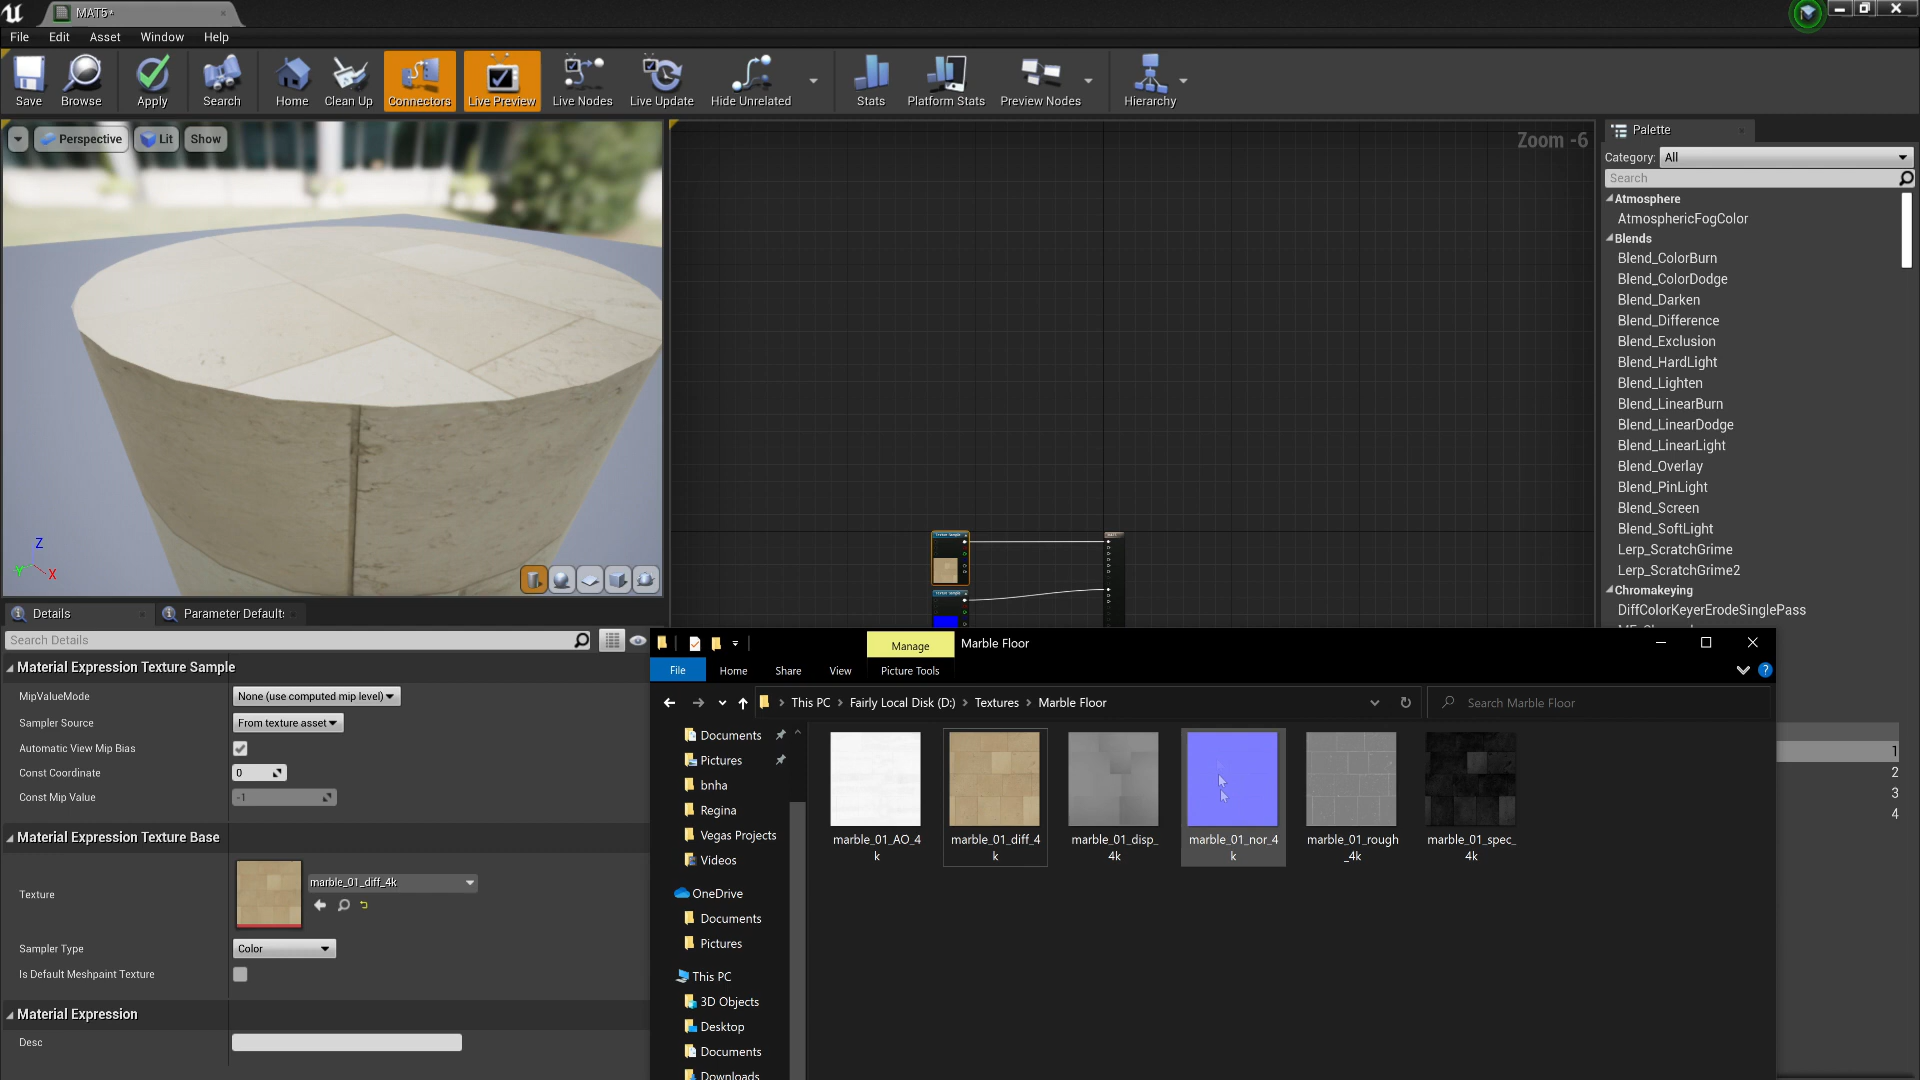 MAT5*
File Edit Asset Window Help
Save Browse Apply Search Home Clean Up Connectors Live Preview Live Nodes Live Update Hide Unrelated Stats Platform Stats Preview Nodes Hierarchy
Perspective Lit Show
Zoom -6
Palette
Category: All
Search
Atmosphere
AtmosphericFogColor
Blends
Blend_ColorBurn
Blend_ColorDodge
Blend_Darken
Blend_Difference
Blend_Exclusion
Blend_HardLight
Blend_Lighten
Blend_LinearBurn
Blend_LinearDodge
Blend_LinearLight
Blend_Overlay
Blend_PinLight
Blend_Screen
Blend_SoftLight
Lerp_ScratchGrime
Lerp_ScratchGrime2
Chromakeying
DiffColorKeyerErodeSinglePass
Z
Y
X
Texture Sample
Texture Sample
Details Parameter Default
Search Details
Material Expression Texture Sample
MipValueMode None (use computed mip level)
Sampler Source From texture asset
Automatic View Mip Bias
Const Coordinate 0
Const Mip Value -1
Material Expression Texture Base
Texture marble_01_diff_4k
Sampler Type Color
Is Default Meshpaint Texture
Material Expression
Desc
Manage Marble Floor
File Home Share View Picture Tools
This PC Fairly Local Disk (D:) Textures Marble Floor
Search Marble Floor
Documents
Pictures
bnha
Regina
Vegas Projects
Videos
OneDrive
Documents
Pictures
This PC
3D Objects
Desktop
Documents
Downloads
marble_01_AO_4
k
marble_01_diff_4
k
marble_01_disp_
4k
marble_01_nor_4
k
marble_01_rough
_4k
marble_01_spec_
4k
1
2
3
4